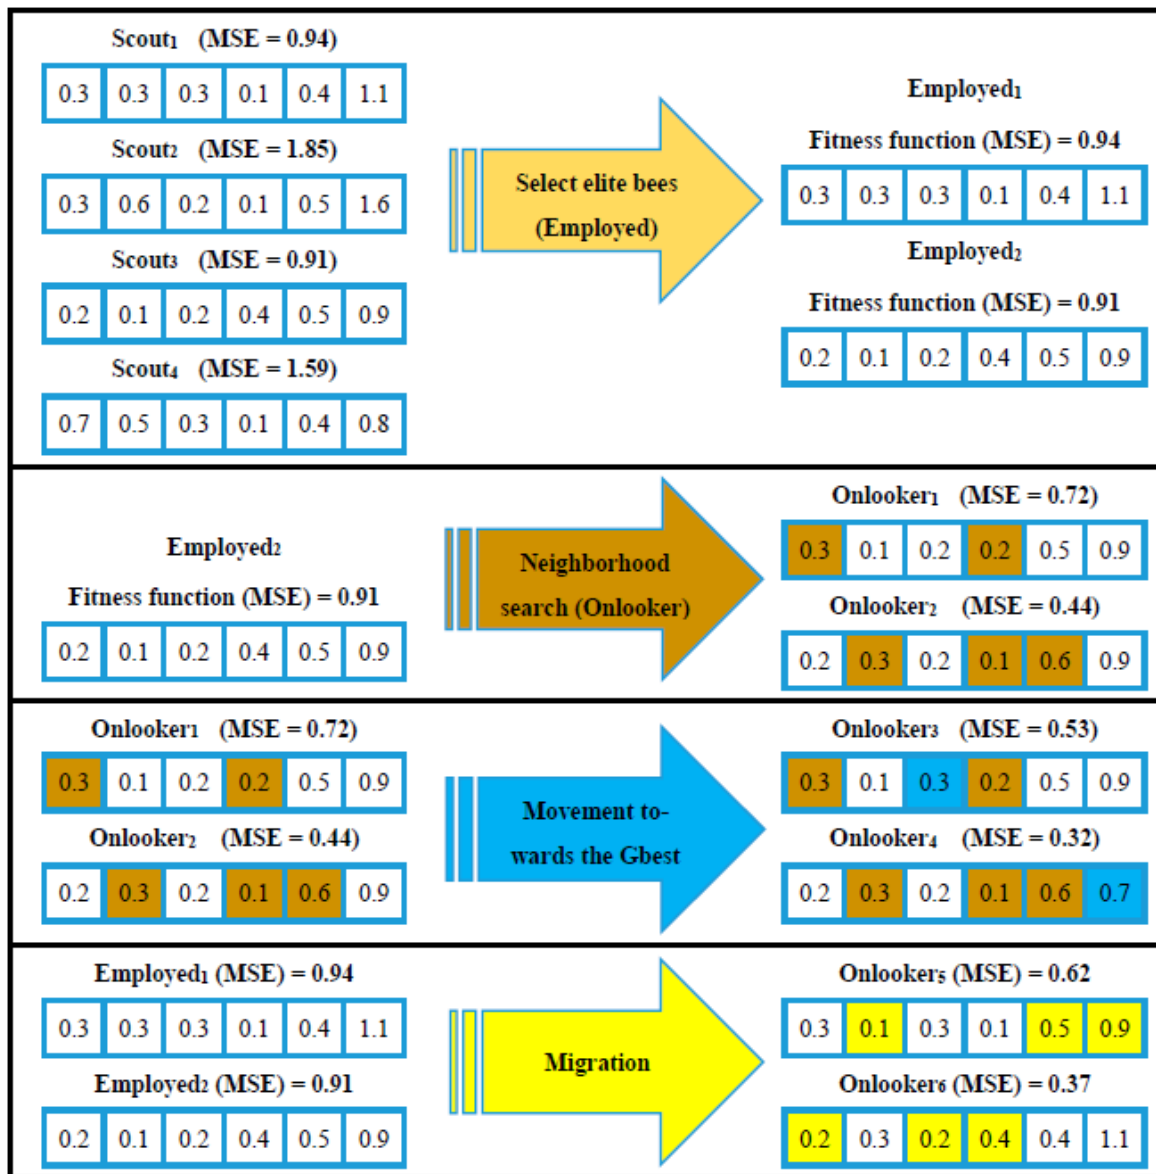 Scout₁ (MSE = 0.94)
0.3 0.3 0.3 0.1 0.4 1.1
Scout₂ (MSE = 1.85)
0.3 0.6 0.2 0.1 0.5 1.6
Scout₃ (MSE = 0.91)
0.2 0.1 0.2 0.4 0.5 0.9
Scout₄ (MSE = 1.59)
0.7 0.5 0.3 0.1 0.4 0.8
Select elite bees
(Employed)
Employed₁
Fitness function (MSE) = 0.94
0.3 0.3 0.3 0.1 0.4 1.1
Employed₂
Fitness function (MSE) = 0.91
0.2 0.1 0.2 0.4 0.5 0.9
Employed₂
Fitness function (MSE) = 0.91
0.2 0.1 0.2 0.4 0.5 0.9
Neighborhood
search (Onlooker)
Onlooker₁ (MSE = 0.72)
0.3 0.1 0.2 0.2 0.5 0.9
Onlooker₂ (MSE = 0.44)
0.2 0.3 0.2 0.1 0.6 0.9
Onlooker₁ (MSE = 0.72)
0.3 0.1 0.2 0.2 0.5 0.9
Onlooker₂ (MSE = 0.44)
0.2 0.3 0.2 0.1 0.6 0.9
Movement to-
wards the Gbest
Onlooker₃ (MSE = 0.53)
0.3 0.1 0.3 0.2 0.5 0.9
Onlooker₄ (MSE = 0.32)
0.2 0.3 0.2 0.1 0.6 0.7
Employed₁ (MSE) = 0.94
0.3 0.3 0.3 0.1 0.4 1.1
Employed₂ (MSE) = 0.91
0.2 0.1 0.2 0.4 0.5 0.9
Migration
Onlooker₅ (MSE) = 0.62
0.3 0.1 0.3 0.1 0.5 0.9
Onlooker₆ (MSE) = 0.37
0.2 0.3 0.2 0.4 0.4 1.1